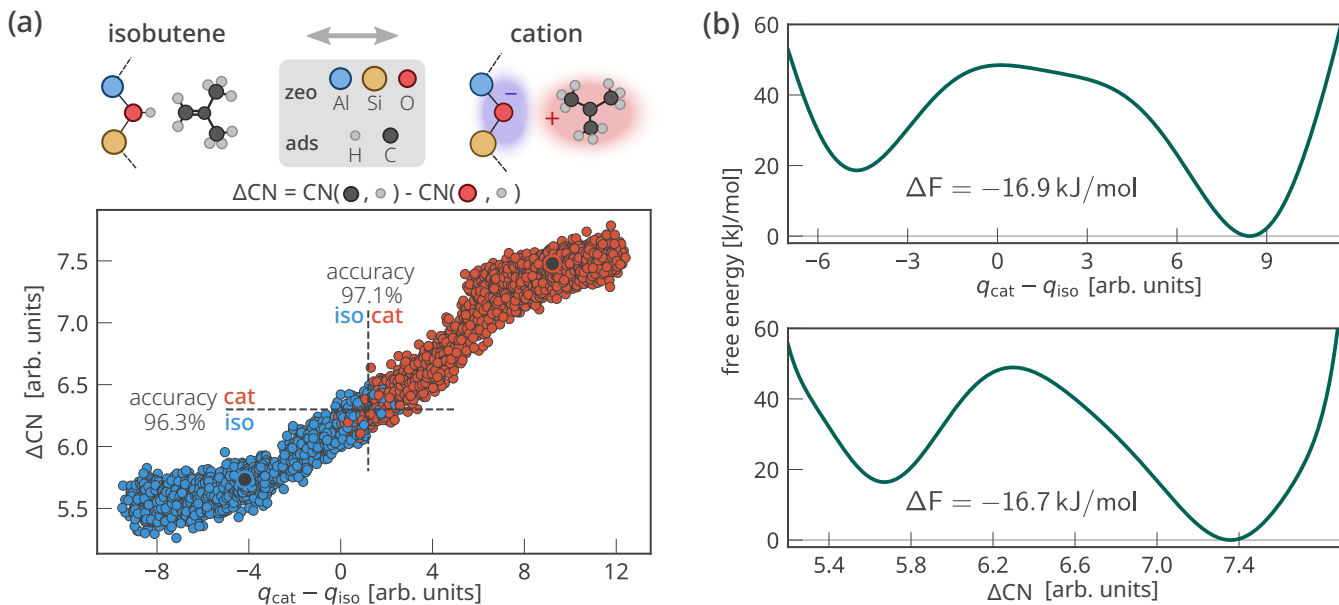 (a)
isobutene
cation
zeo
Al Si O
ads
H C
−
+
ΔCN = CN( , ) - CN( , )
ΔCN [arb. units]
7.5
7.0
6.5
6.0
5.5
accuracy
97.1%
iso cat
accuracy cat
96.3% iso
−8 −4 0 4 8 12
q_cat − q_iso [arb. units]
(b)
free energy [kJ/mol]
60
40
20
0
ΔF = −16.9 kJ/mol
−6 −3 0 3 6 9
q_cat − q_iso [arb. units]
60
40
20
0
ΔF = −16.7 kJ/mol
5.4 5.8 6.2 6.6 7.0 7.4
ΔCN [arb. units]